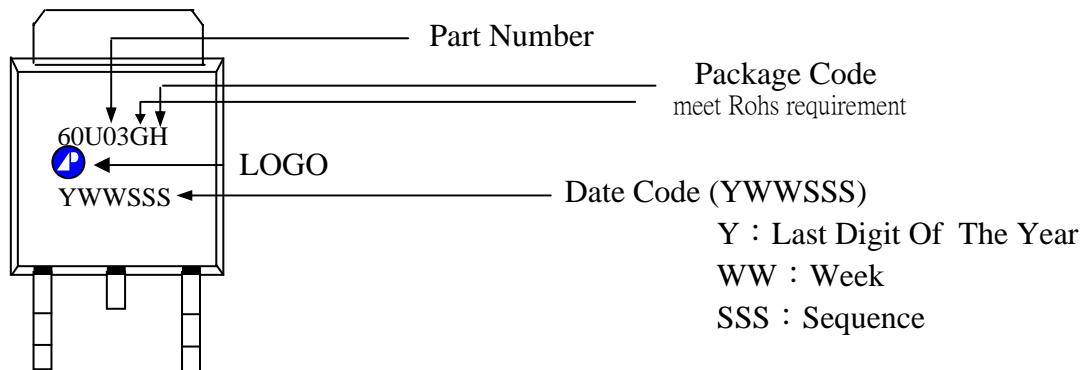 Part Number
Package Code
meet Rohs requirement
60U03GH
LOGO
YWWSSS
Date Code (YWWSSS)
Y：Last Digit Of The Year
WW：Week
SSS：Sequence